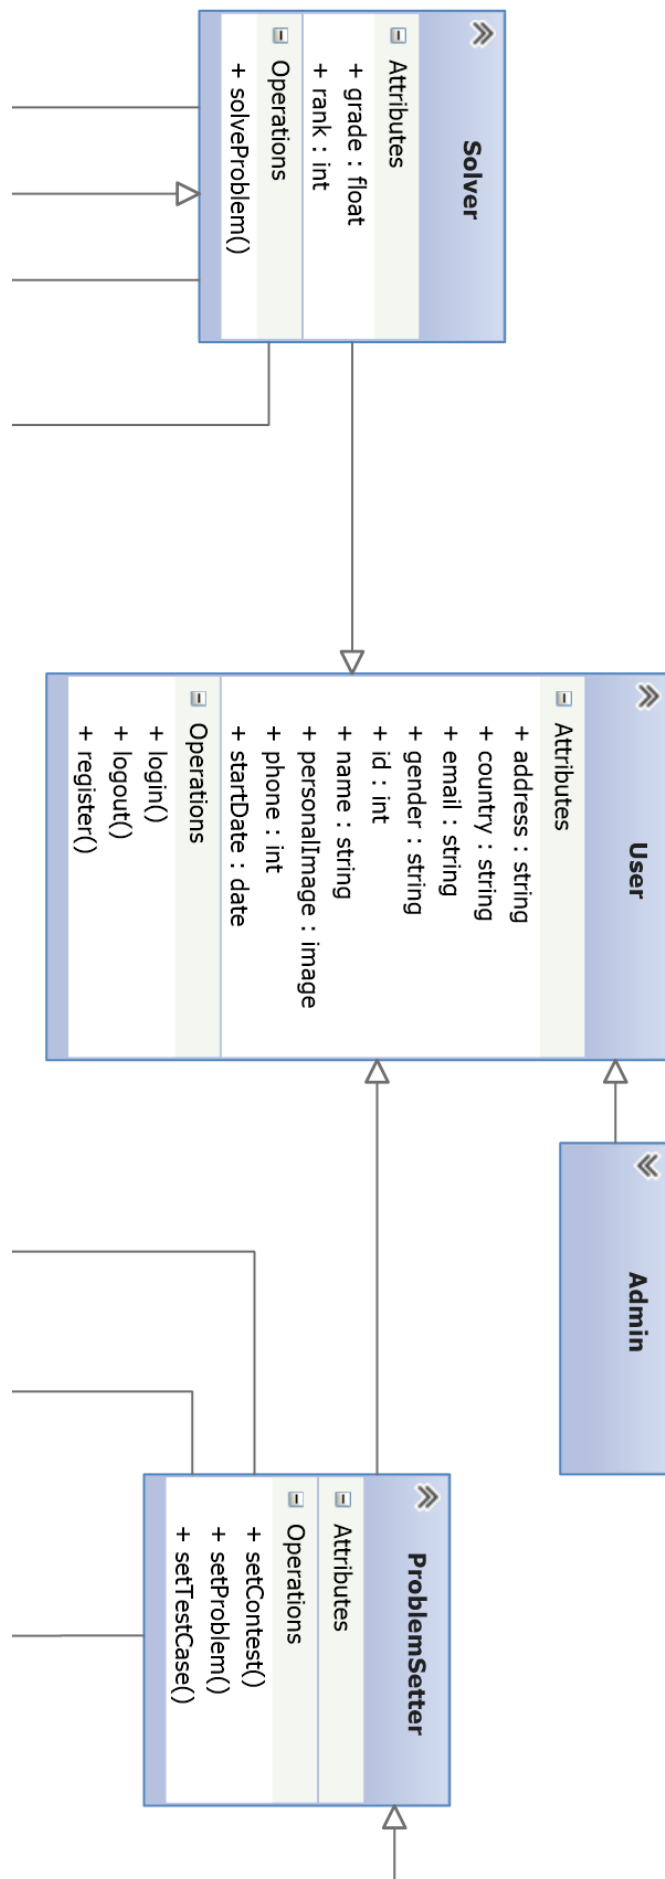 Solver
Attributes
+ grade : float
+ rank : int
Operations
+ solveProblem()
User
Attributes
+ address : string
+ country : string
+ email : string
+ gender : string
+ id : int
+ name : string
+ personalImage : image
+ phone : int
+ startDate : date
Operations
+ login()
+ logout()
+ register()
Admin
ProblemSetter
Attributes
Operations
+ setContest()
+ setProblem()
+ setTestCase()